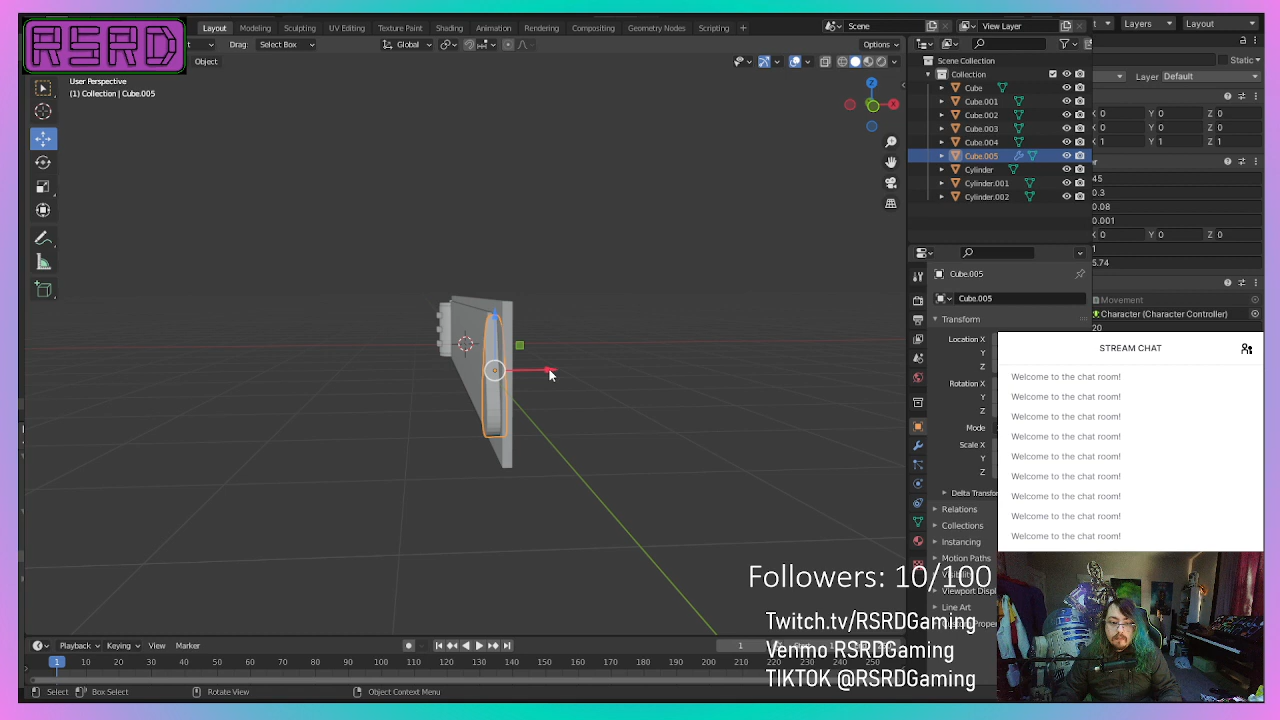 RSRD
Layout Modeling Sculpting UV Editing Texture Paint Shading Animation Rendering Compositing Geometry Nodes Scripting
Scene
View Layer
Layers
Layout
Drag: Select Box
Global
Options
Object
User Perspective
(1) Collection | Cube.005
Z
X
Scene Collection
Collection
Cube
Cube.001
Cube.002
Cube.003
Cube.004
Cube.005
Cylinder
Cylinder.001
Cylinder.002
Static
Layer Default
X 0 Y 0 Z 0
X 0 Y 0 Z 0
X 1 Y 1 Z 1
45
0.3
0.08
0.001
X 0 Y 0 Z 0
1
5.74
Movement
Character (Character Controller)
20
Cube.005
Cube.005
Transform
Location X
Y
Z
Rotation X
Y
Z
Mode
Scale X
Y
Z
Delta Transfo
Relations
Collections
Instancing
Motion Paths
Visibility
Viewport Displ
Line Art
STREAM CHAT
Welcome to the chat room!
Welcome to the chat room!
Welcome to the chat room!
Welcome to the chat room!
Welcome to the chat room!
Welcome to the chat room!
Welcome to the chat room!
Welcome to the chat room!
Welcome to the chat room!
Followers: 10/100
Twitch.tv/RSRDGaming
Venmo RSRDGaming
TIKTOK @RSRDGaming
Playback Keying View Marker
1
1 10 20 30 40 50 60 70 80 90 100 110 120 130 140 150 160 170 180 190 200 210 220 230 240 250
Select Box Select Rotate View Object Context Menu